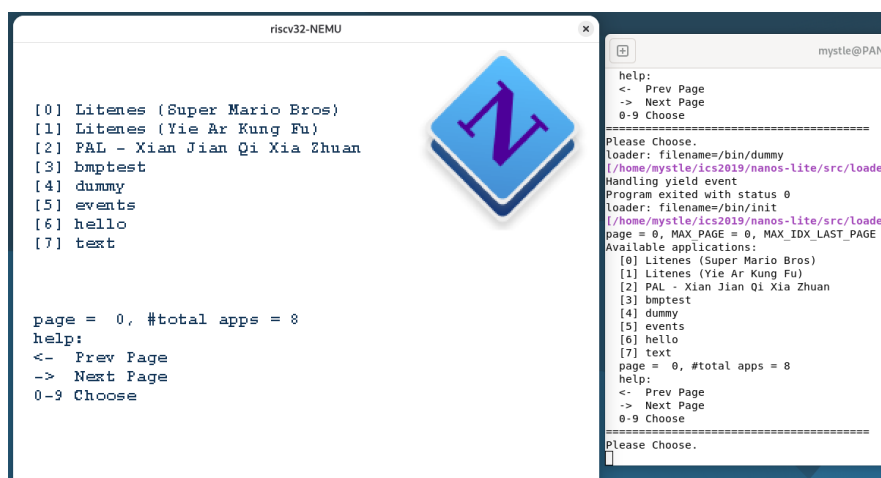 riscv32-NEMU
[0] Litenes (Super Mario Bros)
[1] Litenes (Yie Ar Kung Fu)
[2] PAL - Xian Jian Qi Xia Zhuan
[3] bmptest
[4] dummy
[5] events
[6] hello
[7] text
page =  0, #total apps = 8
help:
<-  Prev Page
->  Next Page
0-9 Choose
N
mystle@PAN
help:
<-  Prev Page
->  Next Page
0-9 Choose
========================================
Please Choose.
loader: filename=/bin/dummy
[/home/mystle/ics2019/nanos-lite/src/loade
Handling yield event
Program exited with status 0
loader: filename=/bin/init
[/home/mystle/ics2019/nanos-lite/src/loade
page = 0, MAX_PAGE = 0, MAX_IDX_LAST_PAGE
Available applications:
[0] Litenes (Super Mario Bros)
[1] Litenes (Yie Ar Kung Fu)
[2] PAL - Xian Jian Qi Xia Zhuan
[3] bmptest
[4] dummy
[5] events
[6] hello
[7] text
page =  0, #total apps = 8
help:
<-  Prev Page
->  Next Page
0-9 Choose
========================================
Please Choose.